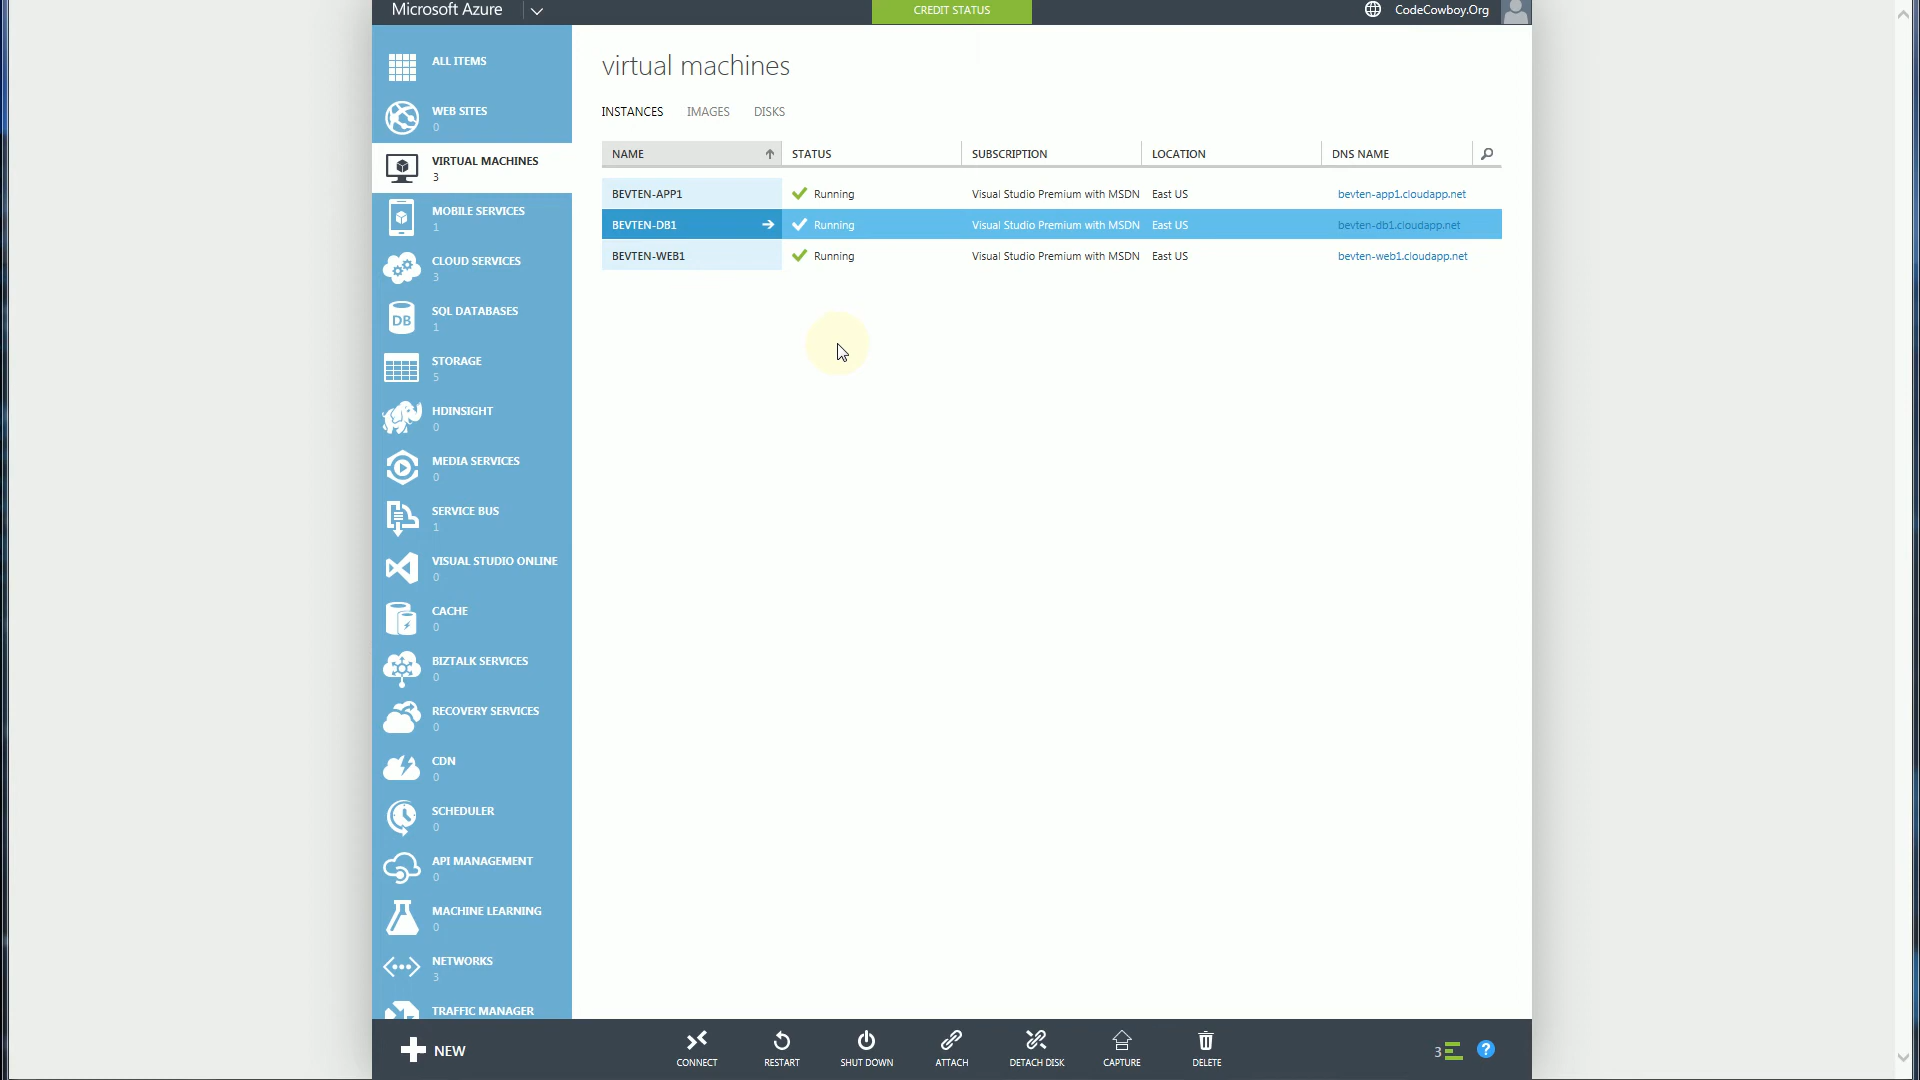 Microsoft Azure
CREDIT STATUS
CodeCowboy.Org
ALL ITEMS
WEB SITES
0
VIRTUAL MACHINES
3
MOBILE SERVICES
1
CLOUD SERVICES
3
DB
SQL DATABASES
1
STORAGE
5
HDINSIGHT
0
MEDIA SERVICES
0
SERVICE BUS
1
VISUAL STUDIO ONLINE
0
CACHE
0
BIZTALK SERVICES
0
RECOVERY SERVICES
0
CDN
0
SCHEDULER
0
API MANAGEMENT
0
MACHINE LEARNING
0
NETWORKS
3
TRAFFIC MANAGER
virtual machines
INSTANCES IMAGES DISKS
NAME STATUS SUBSCRIPTION LOCATION DNS NAME
BEVTEN-APP1 Running Visual Studio Premium with MSDN East US bevten-app1.cloudapp.net
BEVTEN-DB1 Running Visual Studio Premium with MSDN East US bevten-db1.cloudapp.net
BEVTEN-WEB1 Running Visual Studio Premium with MSDN East US bevten-web1.cloudapp.net
NEW
CONNECT RESTART SHUT DOWN ATTACH DETACH DISK CAPTURE DELETE
3 ?